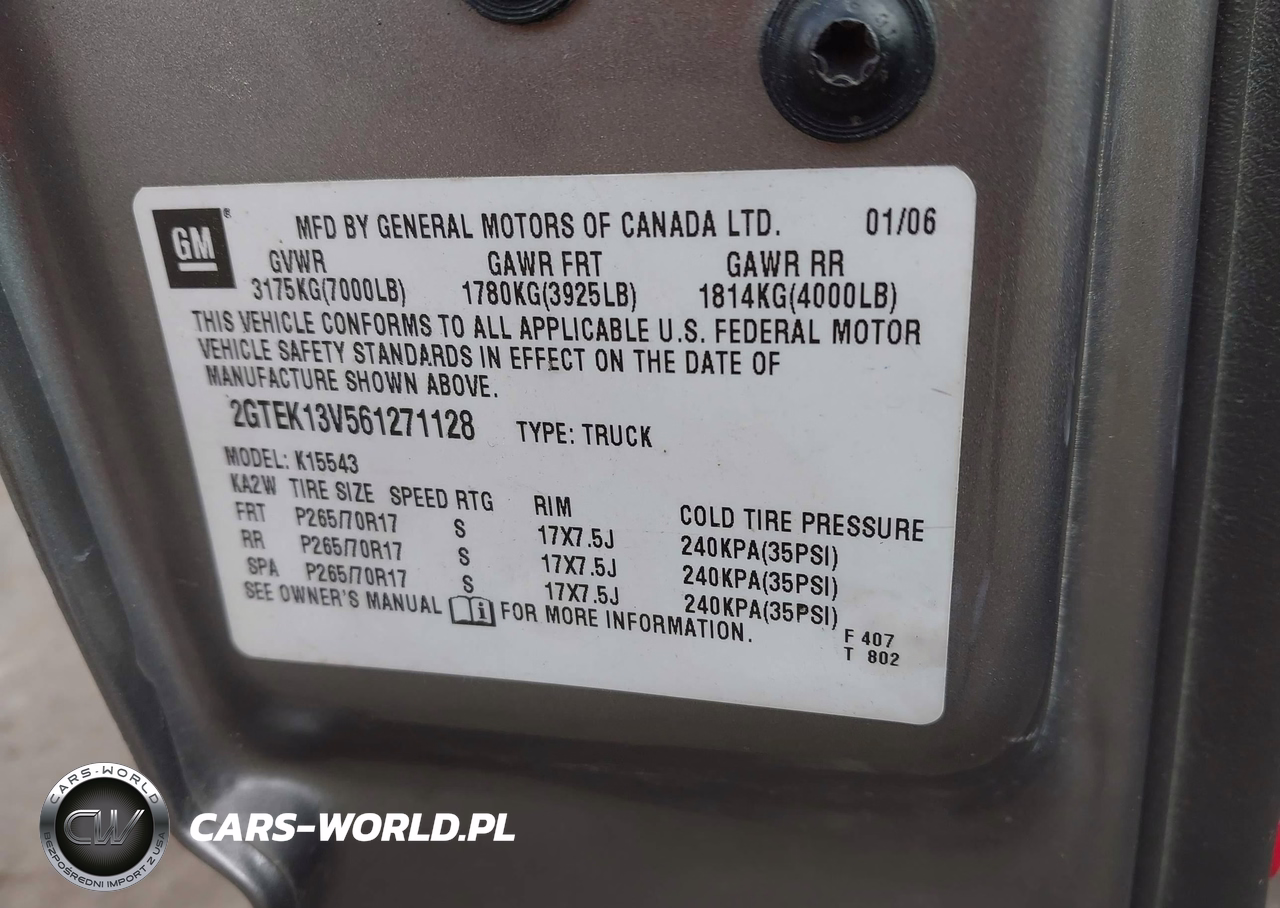 GM ® MFD BY GENERAL MOTORS OF CANADA LTD. 01/06
GVWR GAWR FRT GAWR RR
3175KG(7000LB) 1780KG(3925LB) 1814KG(4000LB)
THIS VEHICLE CONFORMS TO ALL APPLICABLE U.S. FEDERAL MOTOR
VEHICLE SAFETY STANDARDS IN EFFECT ON THE DATE OF
MANUFACTURE SHOWN ABOVE.
2GTEK13V561271128 TYPE: TRUCK
MODEL: K15543
KA2W TIRE SIZE SPEED RTG RIM COLD TIRE PRESSURE
FRT P265/70R17 S 17X7.5J 240KPA(35PSI)
RR P265/70R17 S 17X7.5J 240KPA(35PSI)
SPA P265/70R17 S 17X7.5J 240KPA(35PSI)
SEE OWNER'S MANUAL i FOR MORE INFORMATION.
F 407
T 802
CARS-WORLD
CW
BEZPOŚREDNI IMPORT Z USA
CARS-WORLD.PL